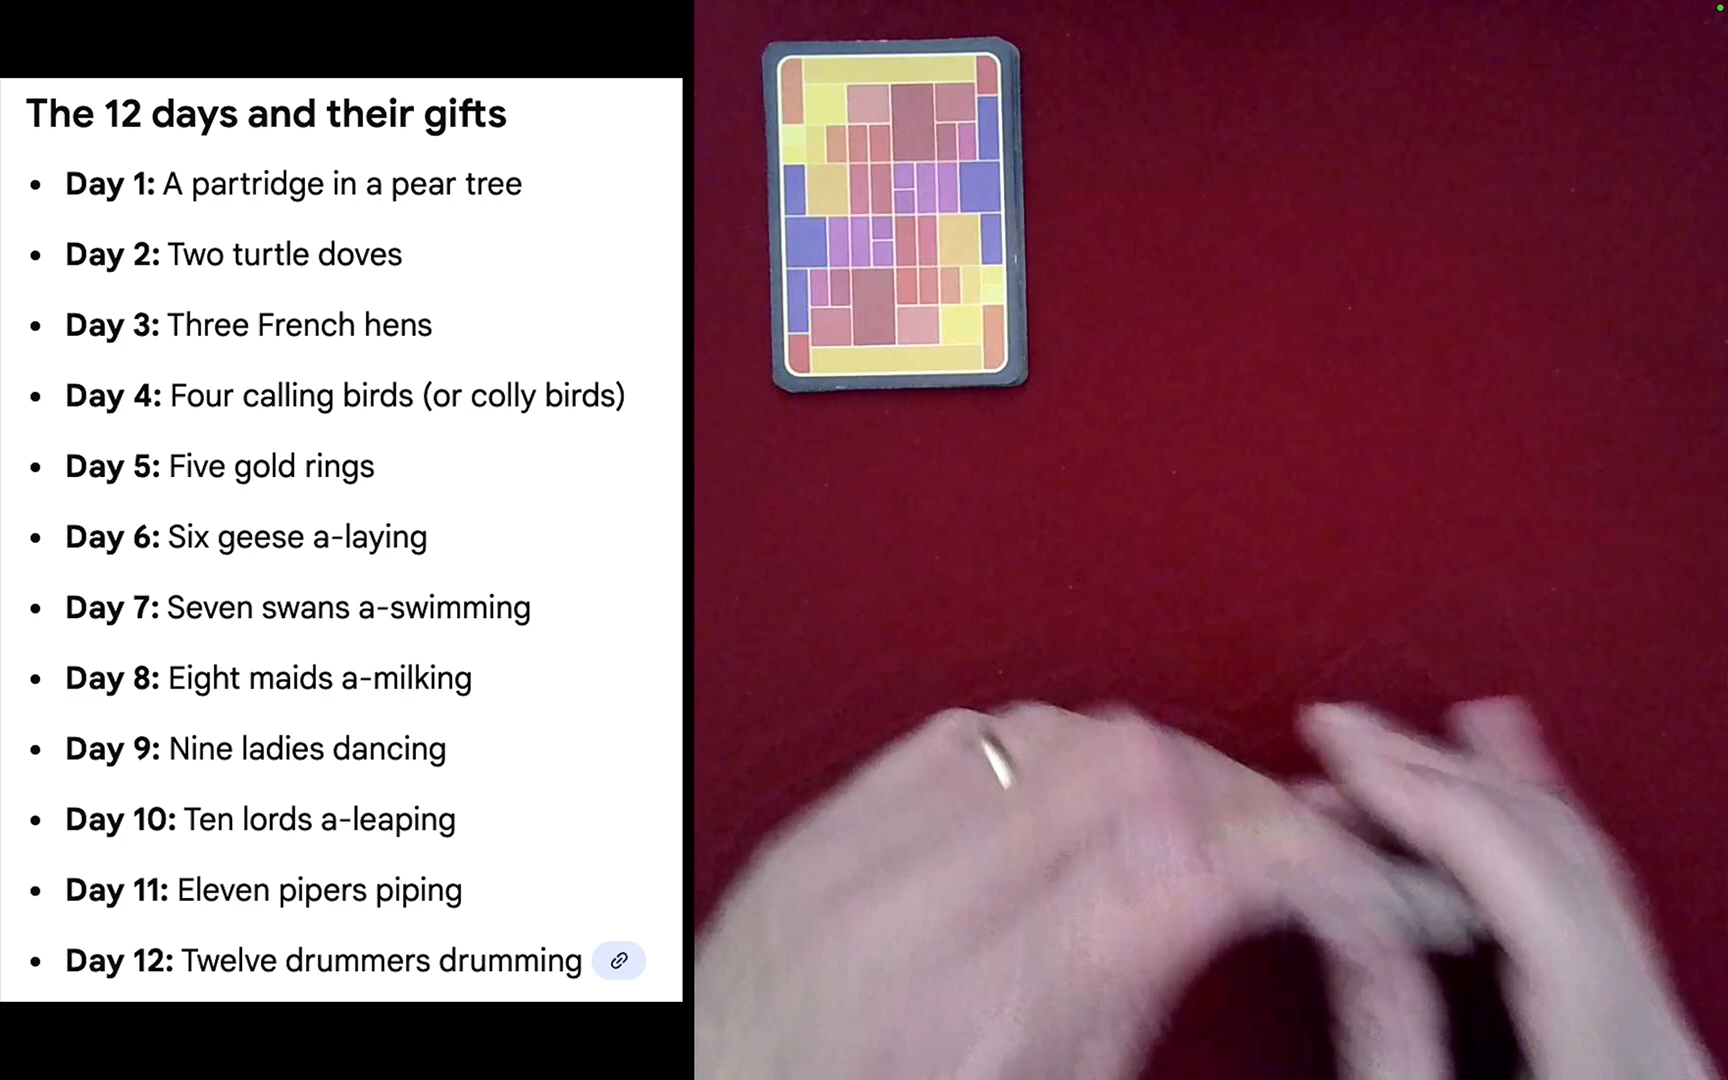 The 12 days and their gifts
Day 1: A partridge in a pear tree
Day 2: Two turtle doves
Day 3: Three French hens
Day 4: Four calling birds (or colly birds)
Day 5: Five gold rings
Day 6: Six geese a-laying
Day 7: Seven swans a-swimming
Day 8: Eight maids a-milking
Day 9: Nine ladies dancing
Day 10: Ten lords a-leaping
Day 11: Eleven pipers piping
Day 12: Twelve drummers drumming